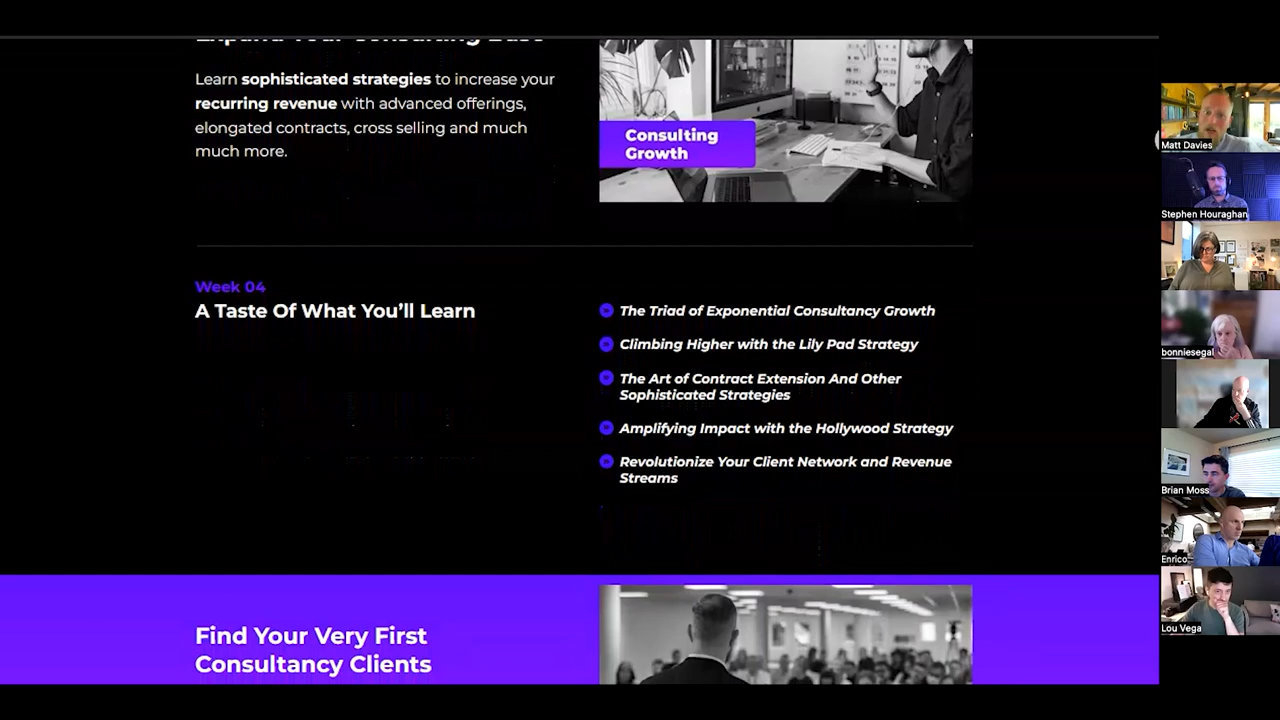 Expand Your Consulting Base
Learn sophisticated strategies to increase your
recurring revenue with advanced offerings,
elongated contracts, cross selling and much
much more.
Consulting
Growth
Week 04
A Taste Of What You’ll Learn
The Triad of Exponential Consultancy Growth
Climbing Higher with the Lily Pad Strategy
The Art of Contract Extension And Other
Sophisticated Strategies
Amplifying Impact with the Hollywood Strategy
Revolutionize Your Client Network and Revenue
Streams
Find Your Very First
Consultancy Clients
Matt Davies
Stephen Houraghan
bonniesegal
Brian Moss
Enrico
Lou Vega